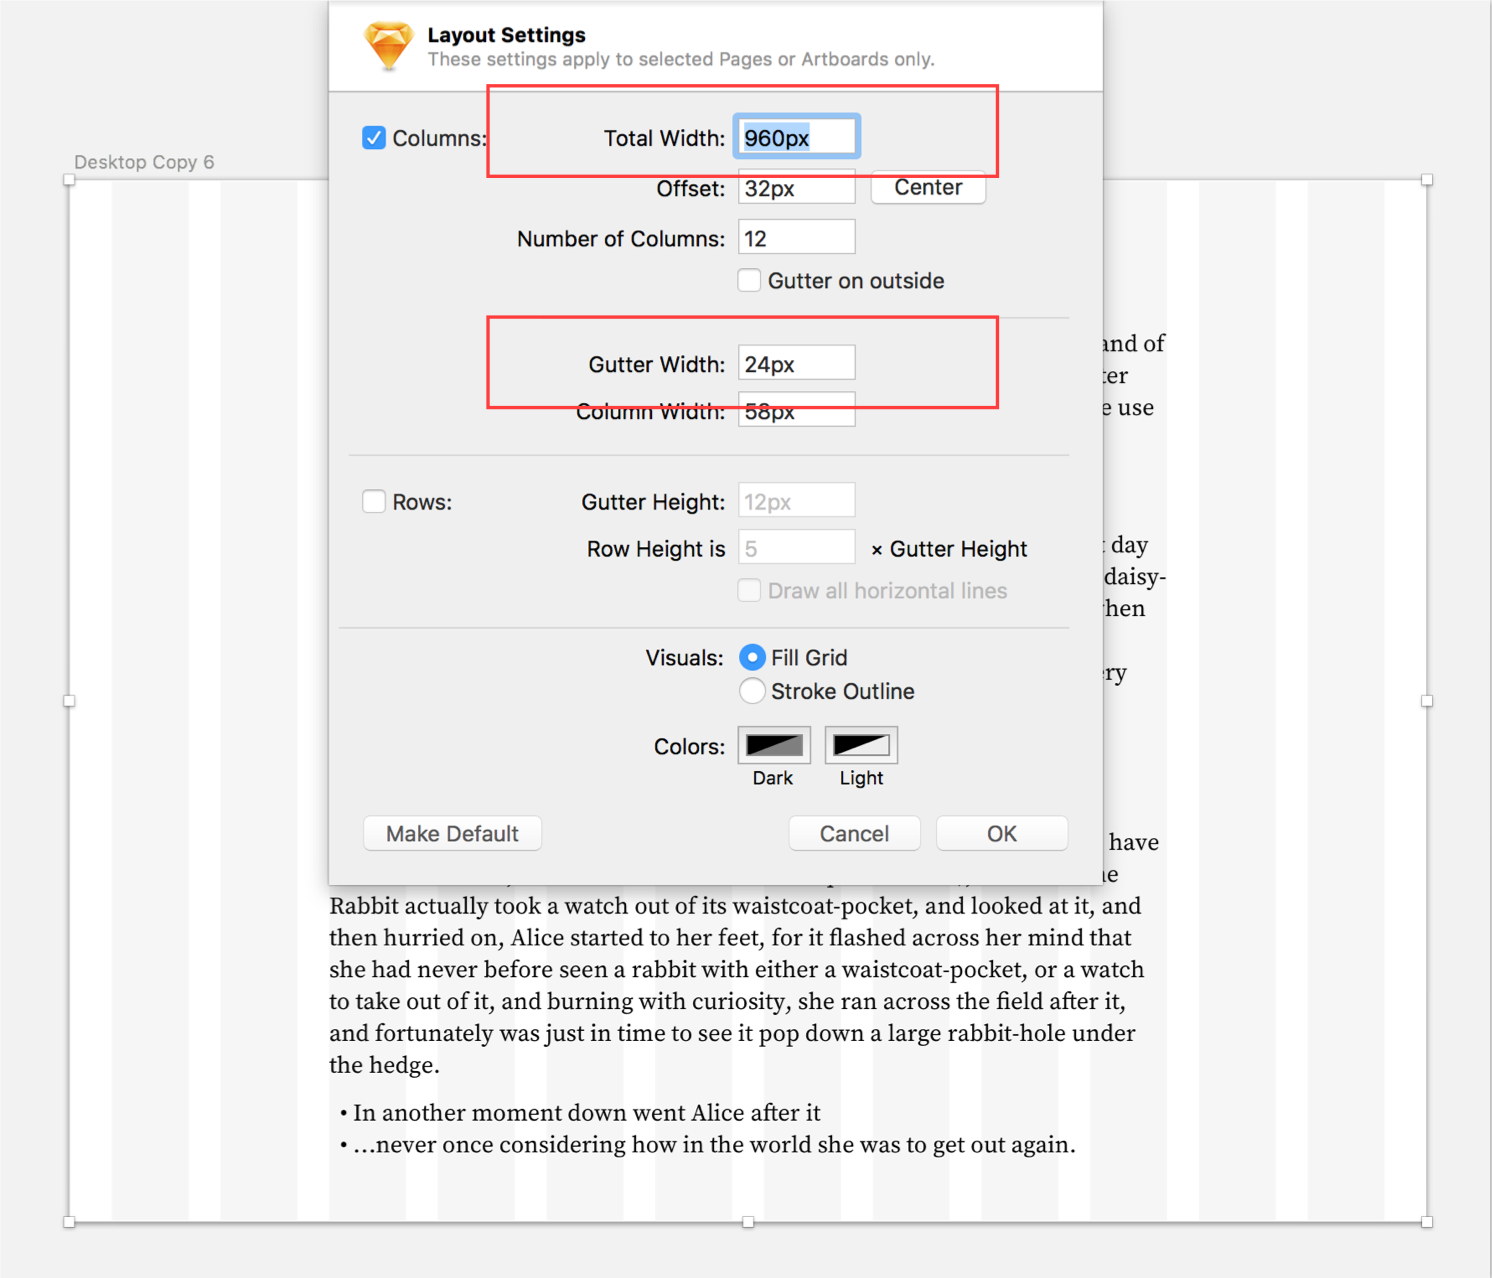 Layout Settings
These settings apply to selected Pages or Artboards only.
Columns:
Total Width: 960px
Desktop Copy 6
Offset: 32px Center
Number of Columns: 12
Gutter on outside
and of
Gutter Width: 24px
e use
Column Width: 58px
Rows: Gutter Height: 12px
day
Row Height is 5 × Gutter Height
daisy-
Draw all horizontal lines
Visuals: Fill Grid
Stroke Outline
Colors:
Dark Light
Make Default Cancel OK
have
Rabbit actually took a watch out of its waistcoat-pocket, and looked at it, and
then hurried on, Alice started to her feet, for it flashed across her mind that
she had never before seen a rabbit with either a waistcoat-pocket, or a watch
to take out of it, and burning with curiosity, she ran across the field after it,
and fortunately was just in time to see it pop down a large rabbit-hole under
the hedge.
• In another moment down went Alice after it
• …never once considering how in the world she was to get out again.